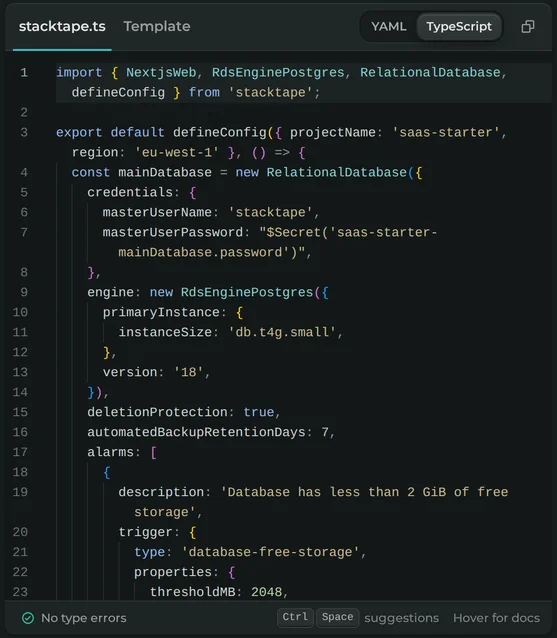 stacktape.ts Template YAML TypeScript
1 import { NextjsWeb, RdsEnginePostgres, RelationalDatabase,
defineConfig } from 'stacktape';
2
3 export default defineConfig({ projectName: 'saas-starter',
region: 'eu-west-1' }, () => {
4 const mainDatabase = new RelationalDatabase({
5 credentials: {
6 masterUserName: 'stacktape',
7 masterUserPassword: "$Secret('saas-starter-
mainDatabase.password')",
8 },
9 engine: new RdsEnginePostgres({
10 primaryInstance: {
11 instanceSize: 'db.t4g.small',
12 },
13 version: '18',
14 }),
15 deletionProtection: true,
16 automatedBackupRetentionDays: 7,
17 alarms: [
18 {
19 description: 'Database has less than 2 GiB of free
storage',
20 trigger: {
21 type: 'database-free-storage',
22 properties: {
23 thresholdMB: 2048,
No type errors Ctrl Space suggestions Hover for docs